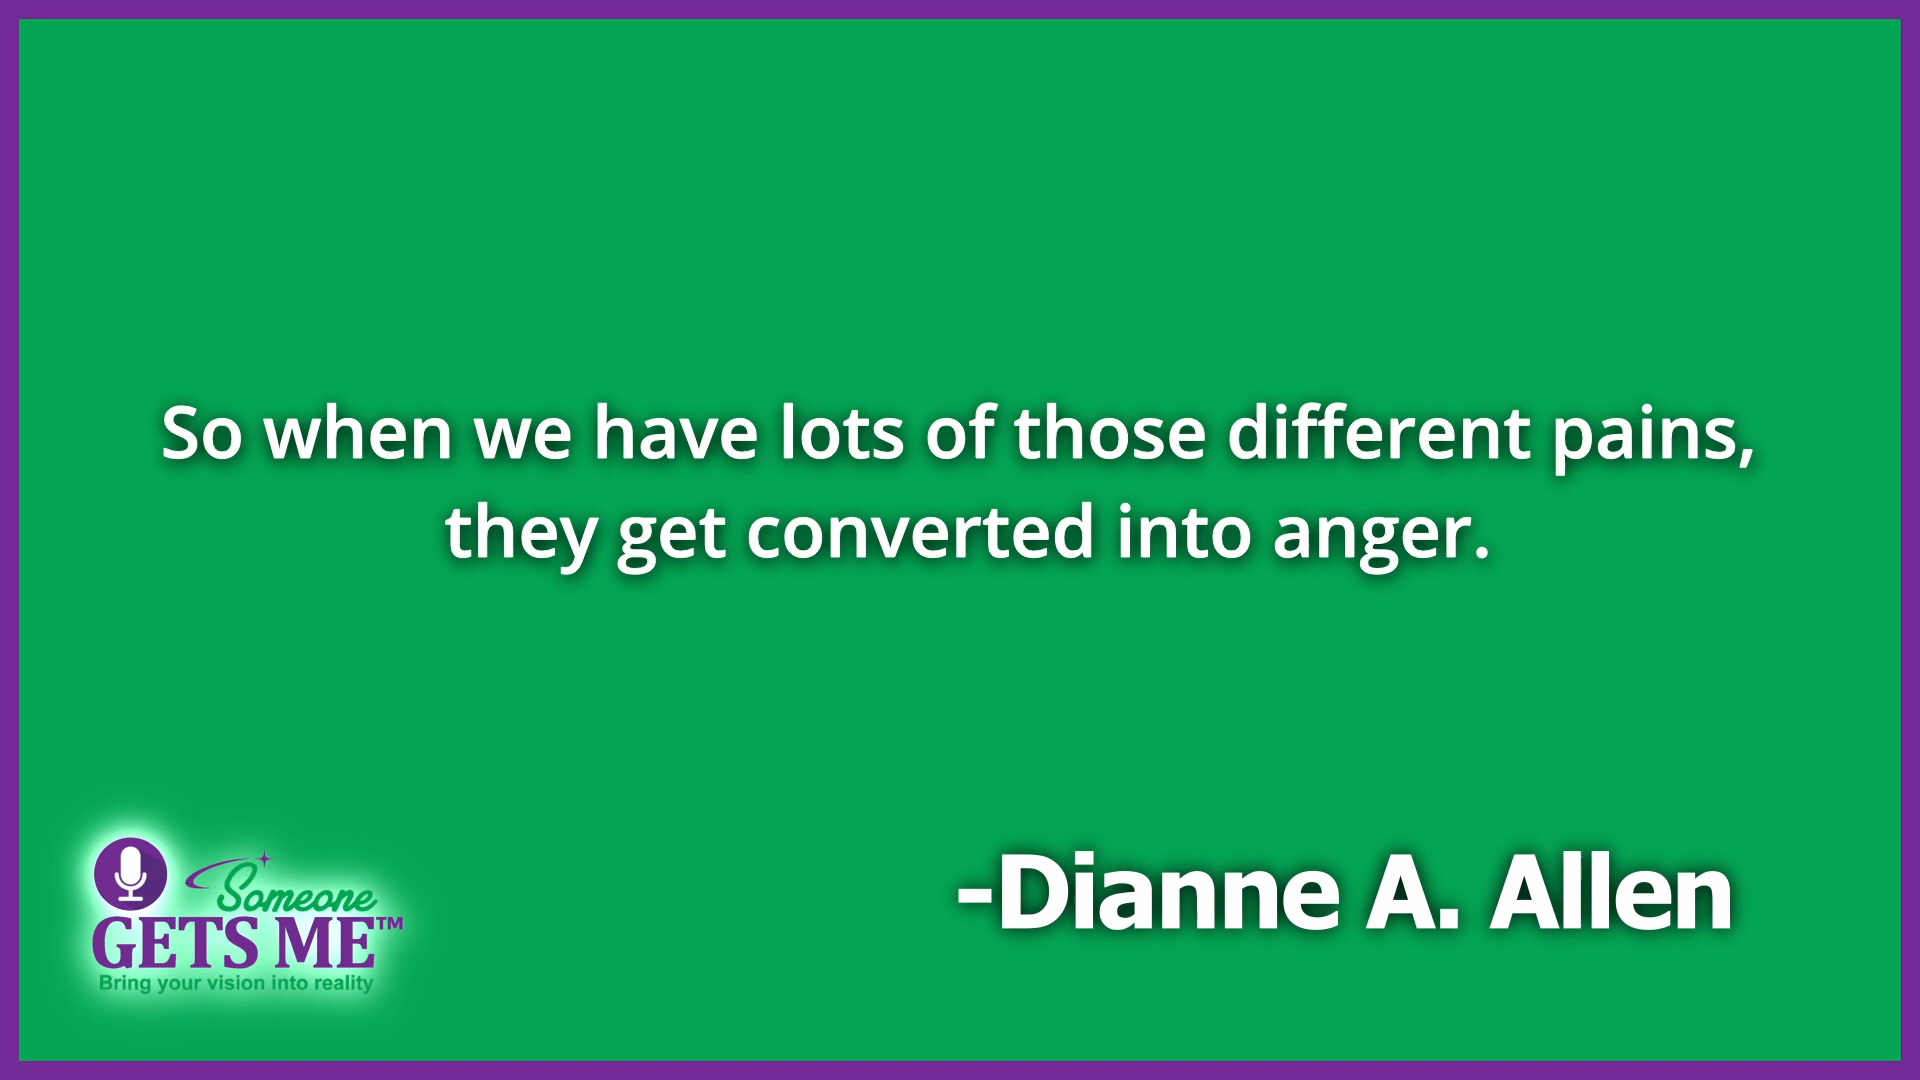 So when we have lots of those different pains,
they get converted into anger.
-Dianne A. Allen
Someone
GETS ME™
Bring your vision into reality